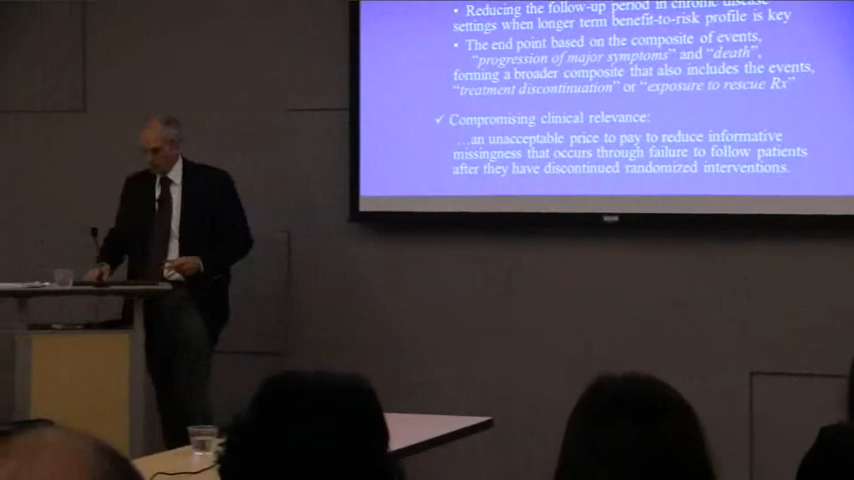 • Reducing the follow-up period in chronic disease
settings when longer term benefit-to-risk profile is key
• The end point based on the composite of events,
“progression of major symptoms” and “death”,
forming a broader composite that also includes the events,
“treatment discontinuation” or “exposure to rescue Rx”
✓ Compromising clinical relevance:
…an unacceptable price to pay to reduce informative
missingness that occurs through failure to follow patients
after they have discontinued randomized interventions.